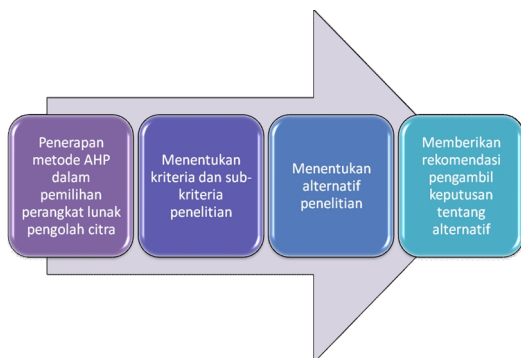 Penerapan
metode AHP
dalam
pemilihan
perangkat lunak
pengolah citra
Menentukan
kriteria dan sub-
kriteria
penelitian
Menentukan
alternatif
penelitian
Memberikan
rekomendasi
pengambil
keputusan
tentang
alternatif